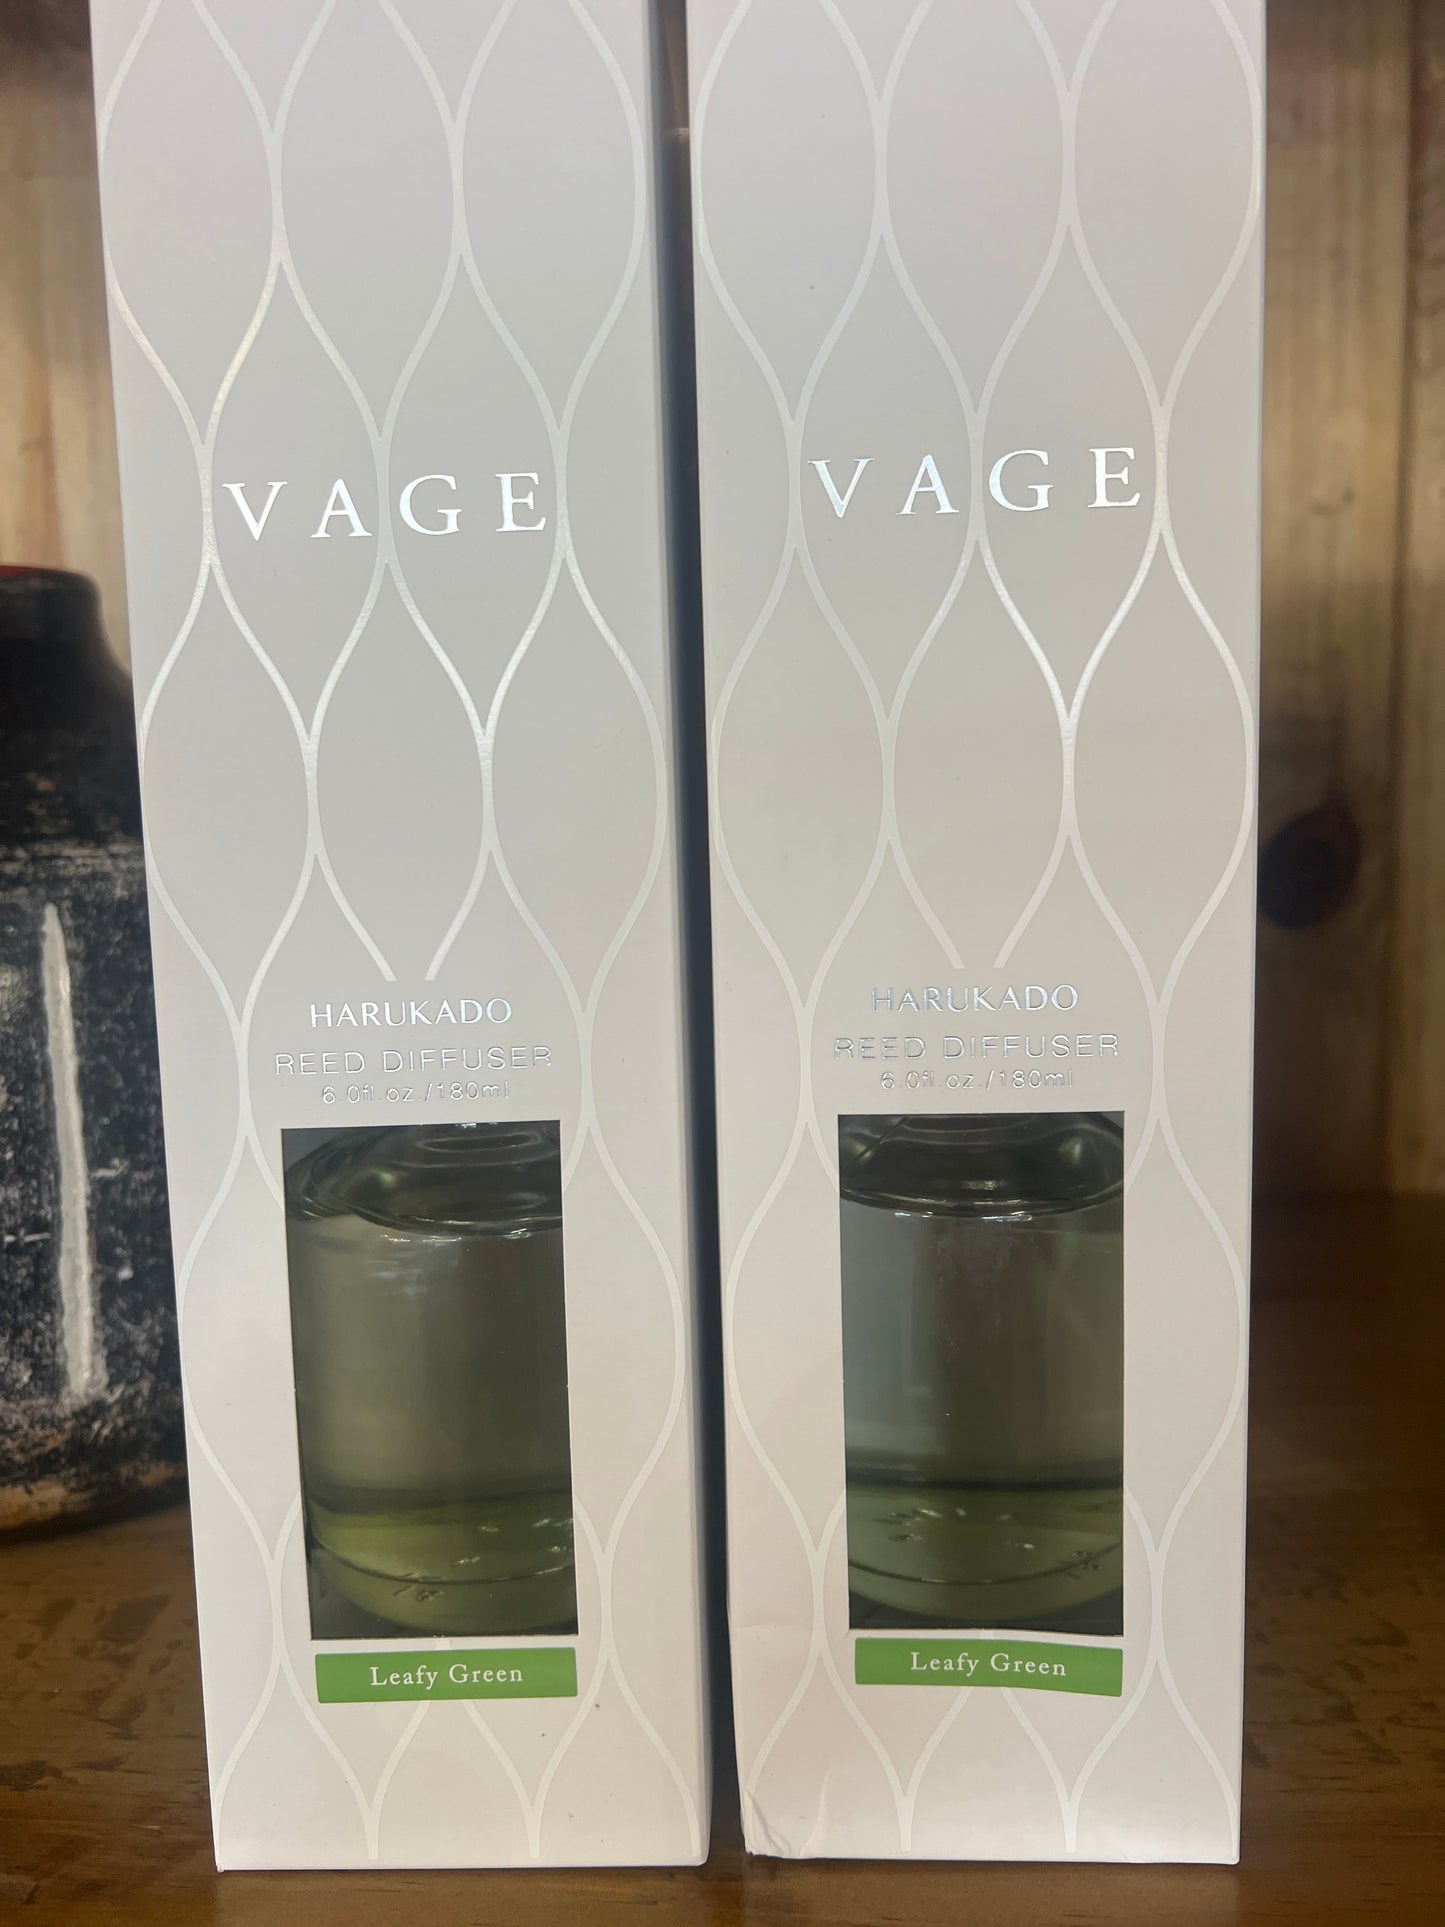 VAGE
HARUKADO
REED DIFFUSER
6.0fl.oz./180ml
Leafy Green
VAGE
HARUKADO
REED DIFFUSER
6.0fl.oz./180ml
Leafy Green